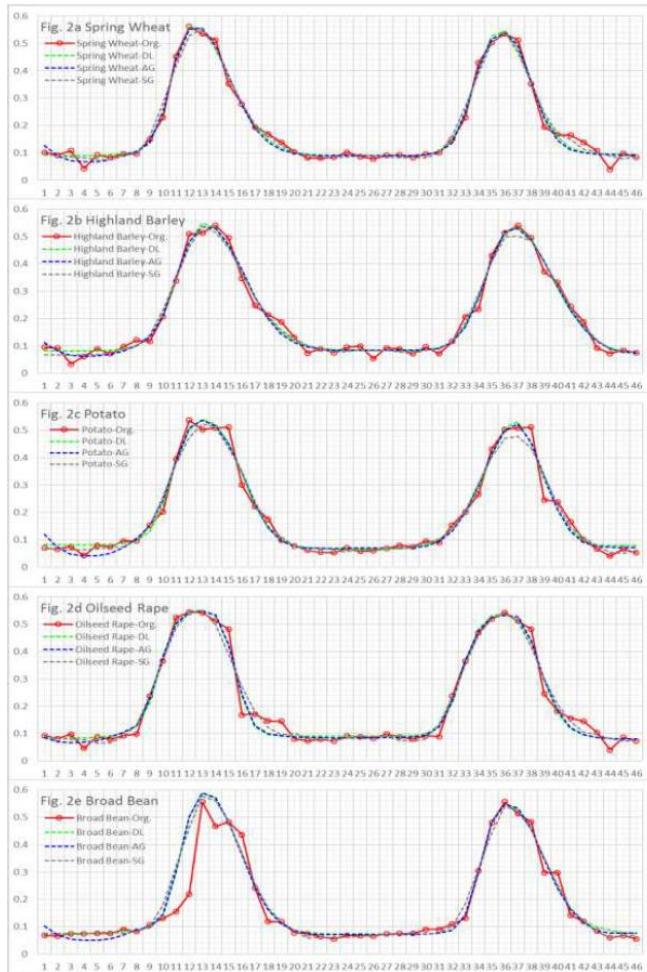 Fig. 2a Spring Wheat
Spring Wheat-Org.
Spring Wheat-DL
Spring Wheat-AG
Spring Wheat-SG
0.6
0.5
0.4
0.3
0.2
0.1
0
1 2 3 4 5 6 7 8 9 10 11 12 13 14 15 16 17 18 19 20 21 22 23 24 25 26 27 28 29 30 31 32 33 34 35 36 37 38 39 40 41 42 43 44 45 46
Fig. 2b Highland Barley
Highland Barley-Org.
Highland Barley-DL
Highland Barley-AG
Highland Barley-SG
0.6
0.5
0.4
0.3
0.2
0.1
0
1 2 3 4 5 6 7 8 9 10 11 12 13 14 15 16 17 18 19 20 21 22 23 24 25 26 27 28 29 30 31 32 33 34 35 36 37 38 39 40 41 42 43 44 45 46
Fig. 2c Potato
Potato-Org.
Potato-DL
Potato-AG
Potato-SG
0.6
0.5
0.4
0.3
0.2
0.1
0
1 2 3 4 5 6 7 8 9 10 11 12 13 14 15 16 17 18 19 20 21 22 23 24 25 26 27 28 29 30 31 32 33 34 35 36 37 38 39 40 41 42 43 44 45 46
Fig. 2d Oilseed Rape
Oilseed Rape-Org.
Oilseed Rape-DL
Oilseed Rape-AG
Oilseed Rape-SG
0.6
0.5
0.4
0.3
0.2
0.1
0
1 2 3 4 5 6 7 8 9 10 11 12 13 14 15 16 17 18 19 20 21 22 23 24 25 26 27 28 29 30 31 32 33 34 35 36 37 38 39 40 41 42 43 44 45 46
Fig. 2e Broad Bean
Broad Bean-Org.
Broad Bean-DL
Broad Bean-AG
Broad Bean-SG
0.6
0.5
0.4
0.3
0.2
0.1
0
1 2 3 4 5 6 7 8 9 10 11 12 13 14 15 16 17 18 19 20 21 22 23 24 25 26 27 28 29 30 31 32 33 34 35 36 37 38 39 40 41 42 43 44 45 46